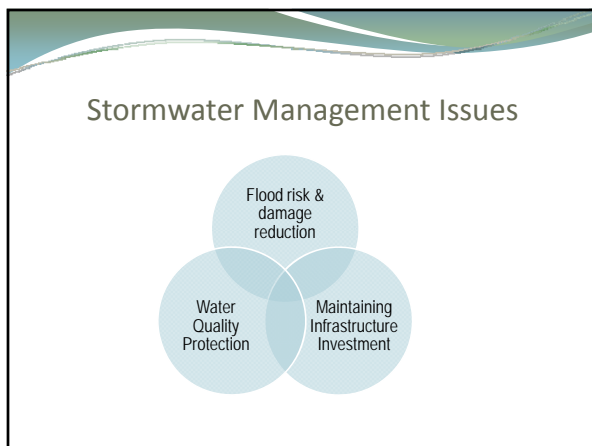 Stormwater Management Issues
Flood risk &
damage
reduction
Water
Quality
Protection
Maintaining
Infrastructure
Investment